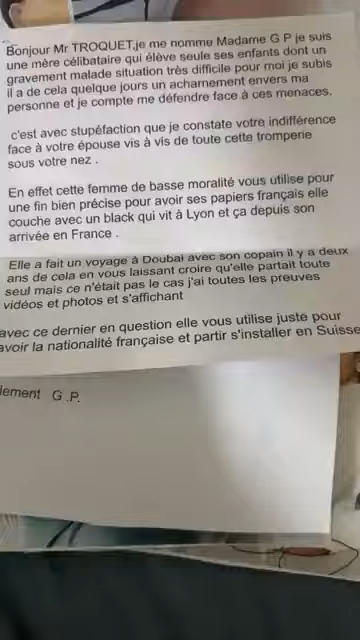 Bonjour Mr TROQUET,je me nomme Madame G P je suis
une mère célibataire qui élève seule ses enfants dont un
gravement malade situation très difficile pour moi je subis
il a de cela quelque jours un acharnement envers ma
personne et je compte me défendre face à ces menaces.
c'est avec stupéfaction que je constate votre indifférence
face à votre épouse vis à vis de toute cette tromperie
sous votre nez .
En effet cette femme de basse moralité vous utilise pour
une fin bien précise pour avoir ses papiers français elle
couche avec un black qui vit à Lyon et ça depuis son
arrivée en France .
Elle a fait un voyage à Doubai avec son copain il y a deux
ans de cela en vous laissant croire qu'elle partait toute
seul mais ce n'était pas le cas j'ai toutes les preuves
vidéos et photos et s'affichant
avec ce dernier en question elle vous utilise juste pour
avoir la nationalité française et partir s'installer en Suisse
lement G .P.